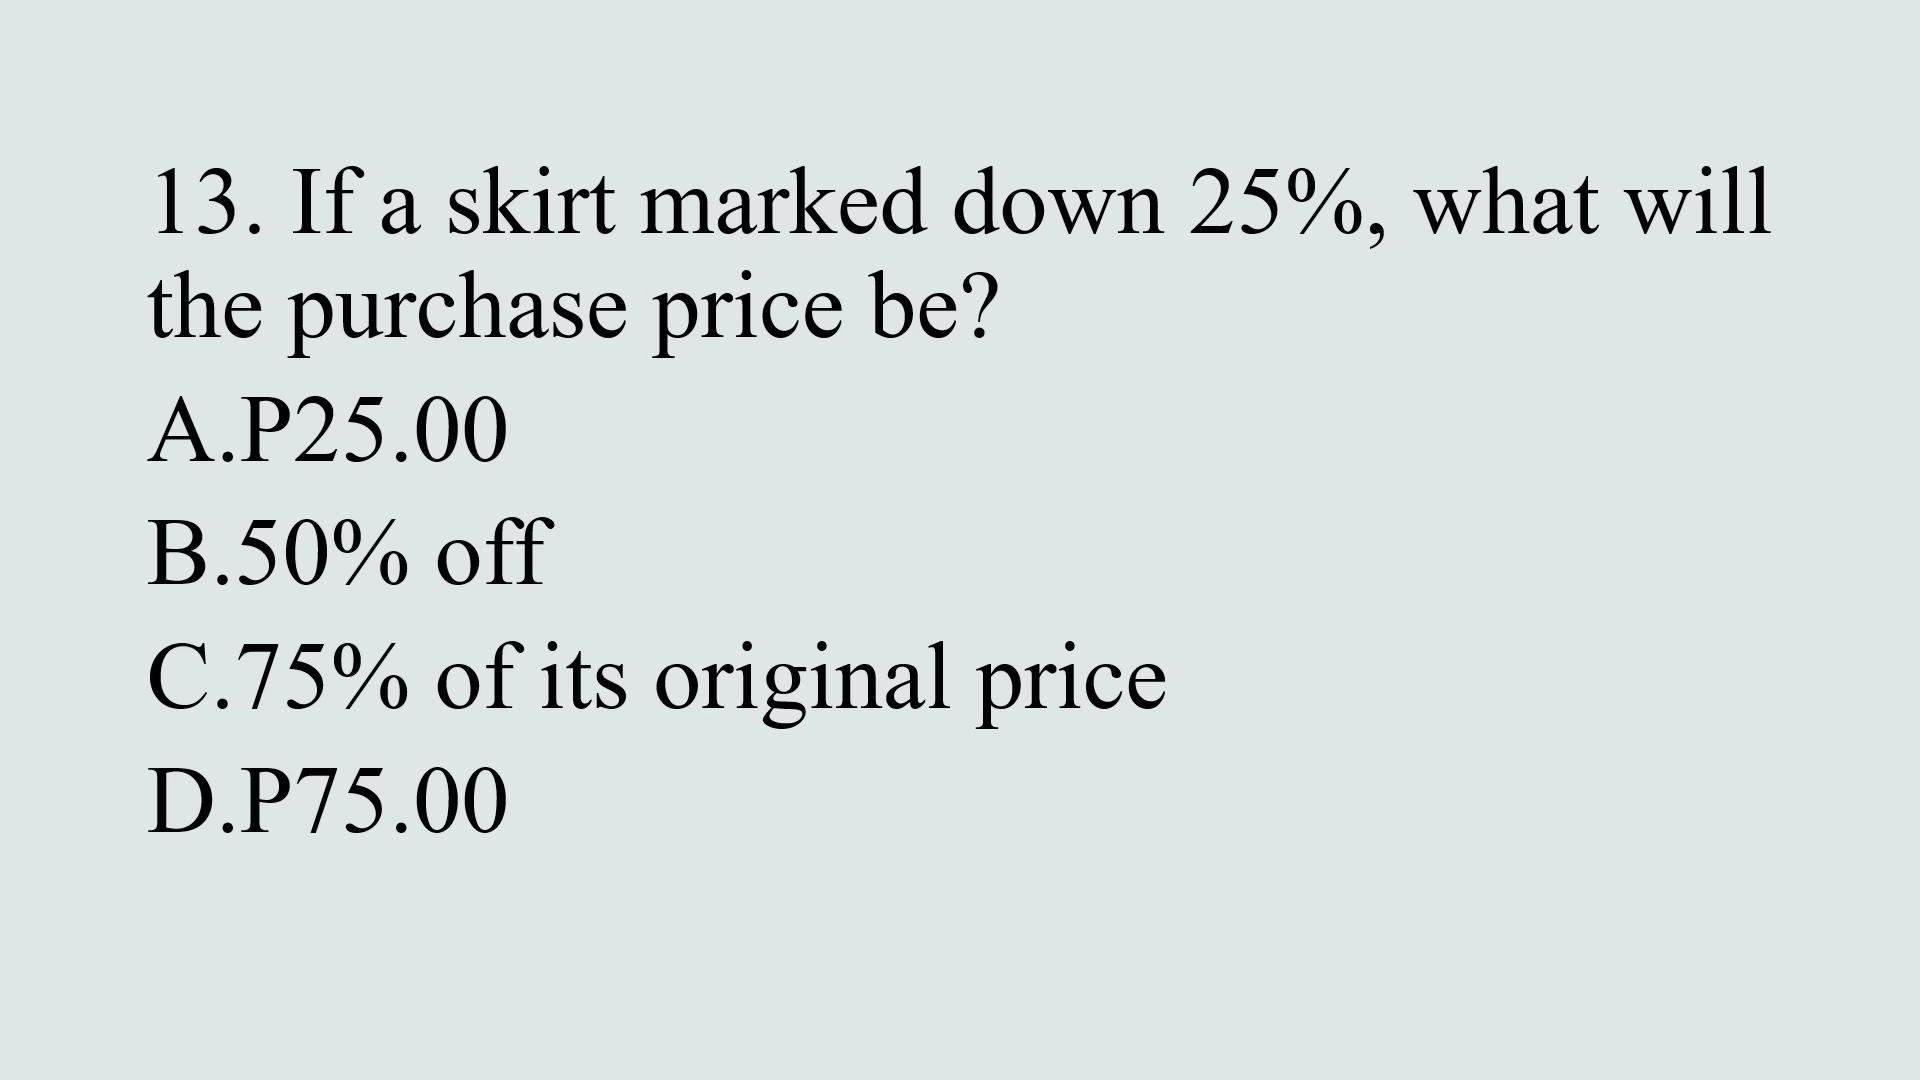 13. If a skirt marked down 25%, what will
the purchase price be?
A.P25.00
B.50% off
C.75% of its original price
D.P75.00